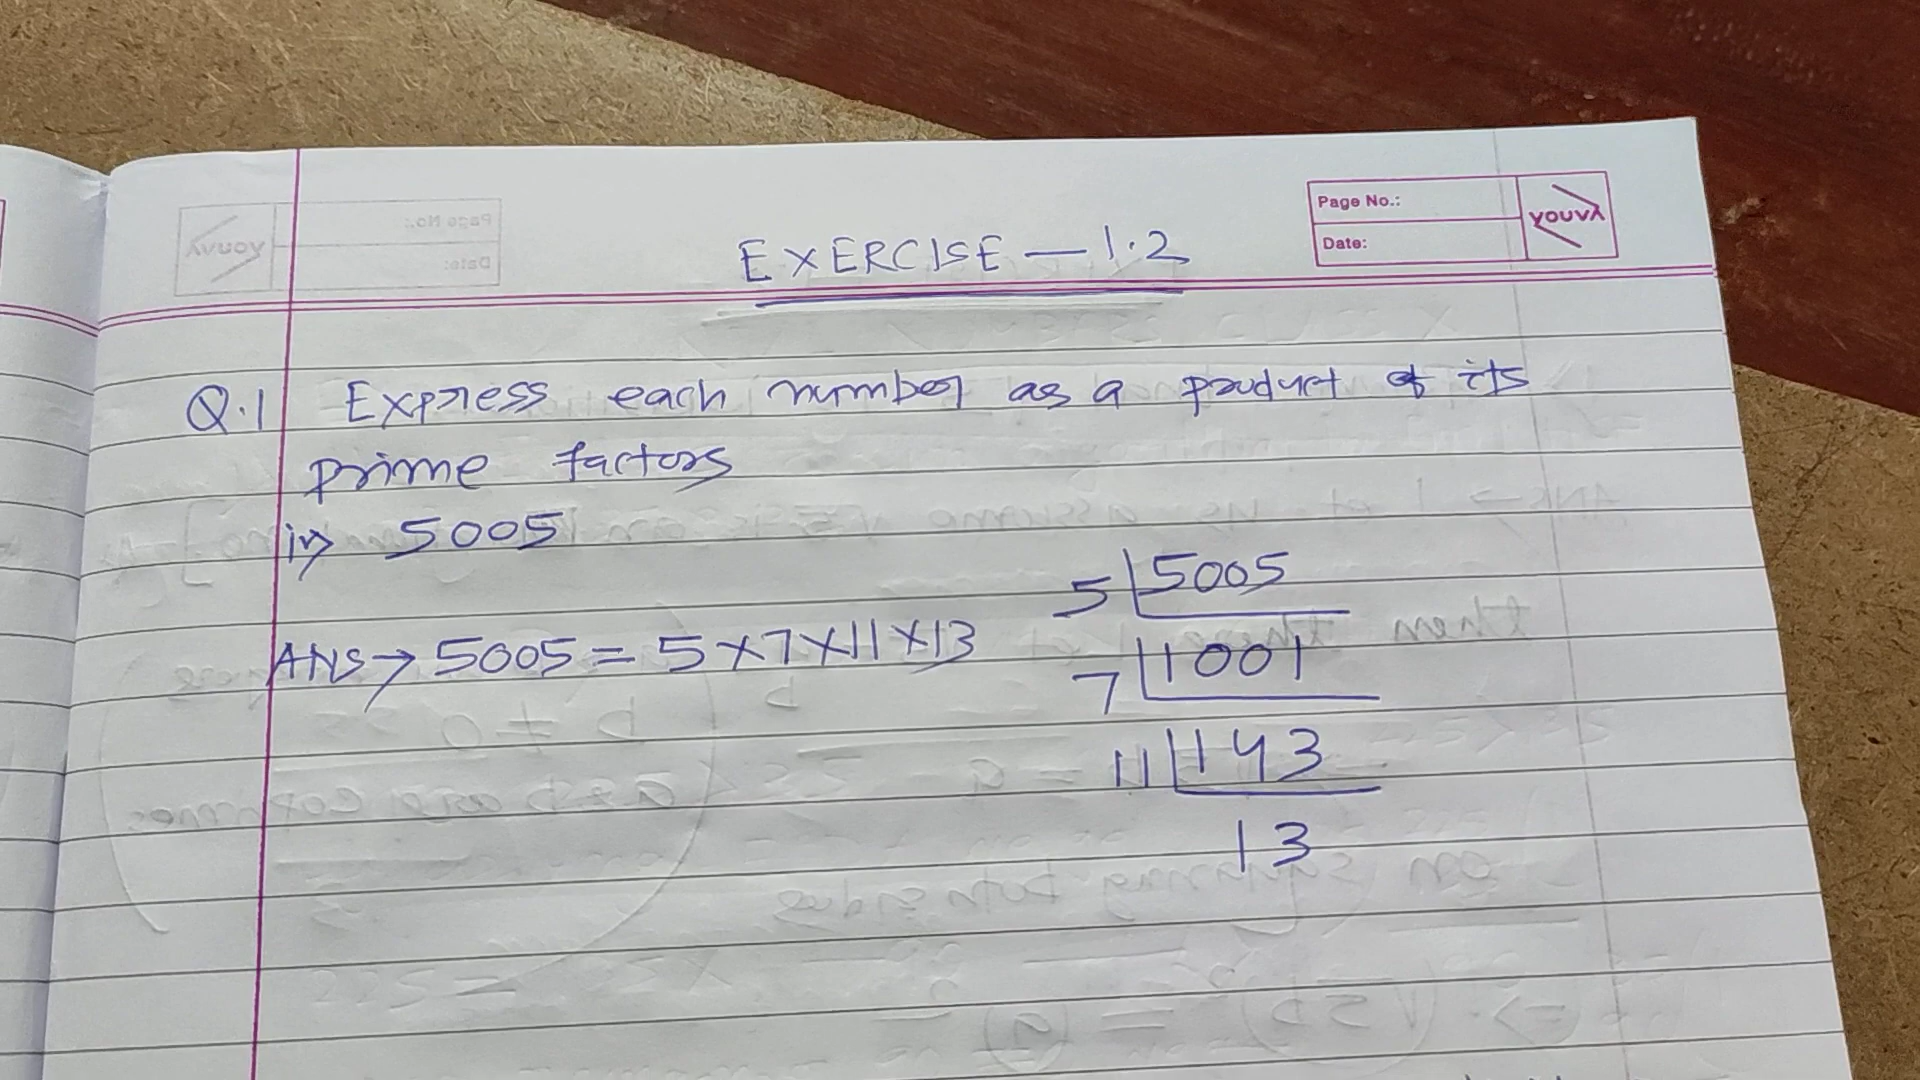 Page No.:
Date:
YOUVA
EXERCISE - 1.2
Q.1 Express each number as a product of its
prime factors
i) 5005
ANS → 5005 = 5 × 7 × 11 × 13
5 | 5005
7 | 1001
11 | 143
13